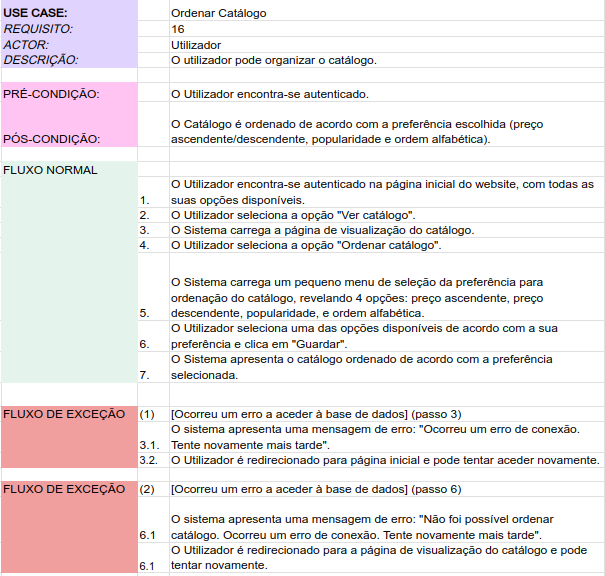 USE CASE: Ordenar Catálogo
REQUISITO: 16
ACTOR: Utilizador
DESCRIÇÃO: O utilizador pode organizar o catálogo.
PRÉ-CONDIÇÃO: O Utilizador encontra-se autenticado.
O Catálogo é ordenado de acordo com a preferência escolhida (preço
PÓS-CONDIÇÃO: ascendente/descendente, popularidade e ordem alfabética).
FLUXO NORMAL
O Utilizador encontra-se autenticado na página inicial do website, com todas as
1. suas opções disponíveis.
2. O Utilizador seleciona a opção "Ver catálogo".
3. O Sistema carrega a página de visualização do catálogo.
4. O Utilizador seleciona a opção "Ordenar catálogo".
O Sistema carrega um pequeno menu de seleção da preferência para
ordenação do catálogo, revelando 4 opções: preço ascendente, preço
5. descendente, popularidade, e ordem alfabética.
O Utilizador seleciona uma das opções disponíveis de acordo com a sua
6. preferência e clica em "Guardar".
O Sistema apresenta o catálogo ordenado de acordo com a preferência
7. selecionada.
FLUXO DE EXCEÇÃO (1) [Ocorreu um erro a aceder à base de dados] (passo 3)
O sistema apresenta uma mensagem de erro: "Ocorreu um erro de conexão.
3.1. Tente novamente mais tarde".
3.2. O Utilizador é redirecionado para página inicial e pode tentar aceder novamente.
FLUXO DE EXCEÇÃO (2) [Ocorreu um erro a aceder à base de dados] (passo 6)
O sistema apresenta uma mensagem de erro: "Não foi possível ordenar
6.1 catálogo. Ocorreu um erro de conexão. Tente novamente mais tarde".
O Utilizador é redirecionado para a página de visualização do catálogo e pode
6.1 tentar novamente.